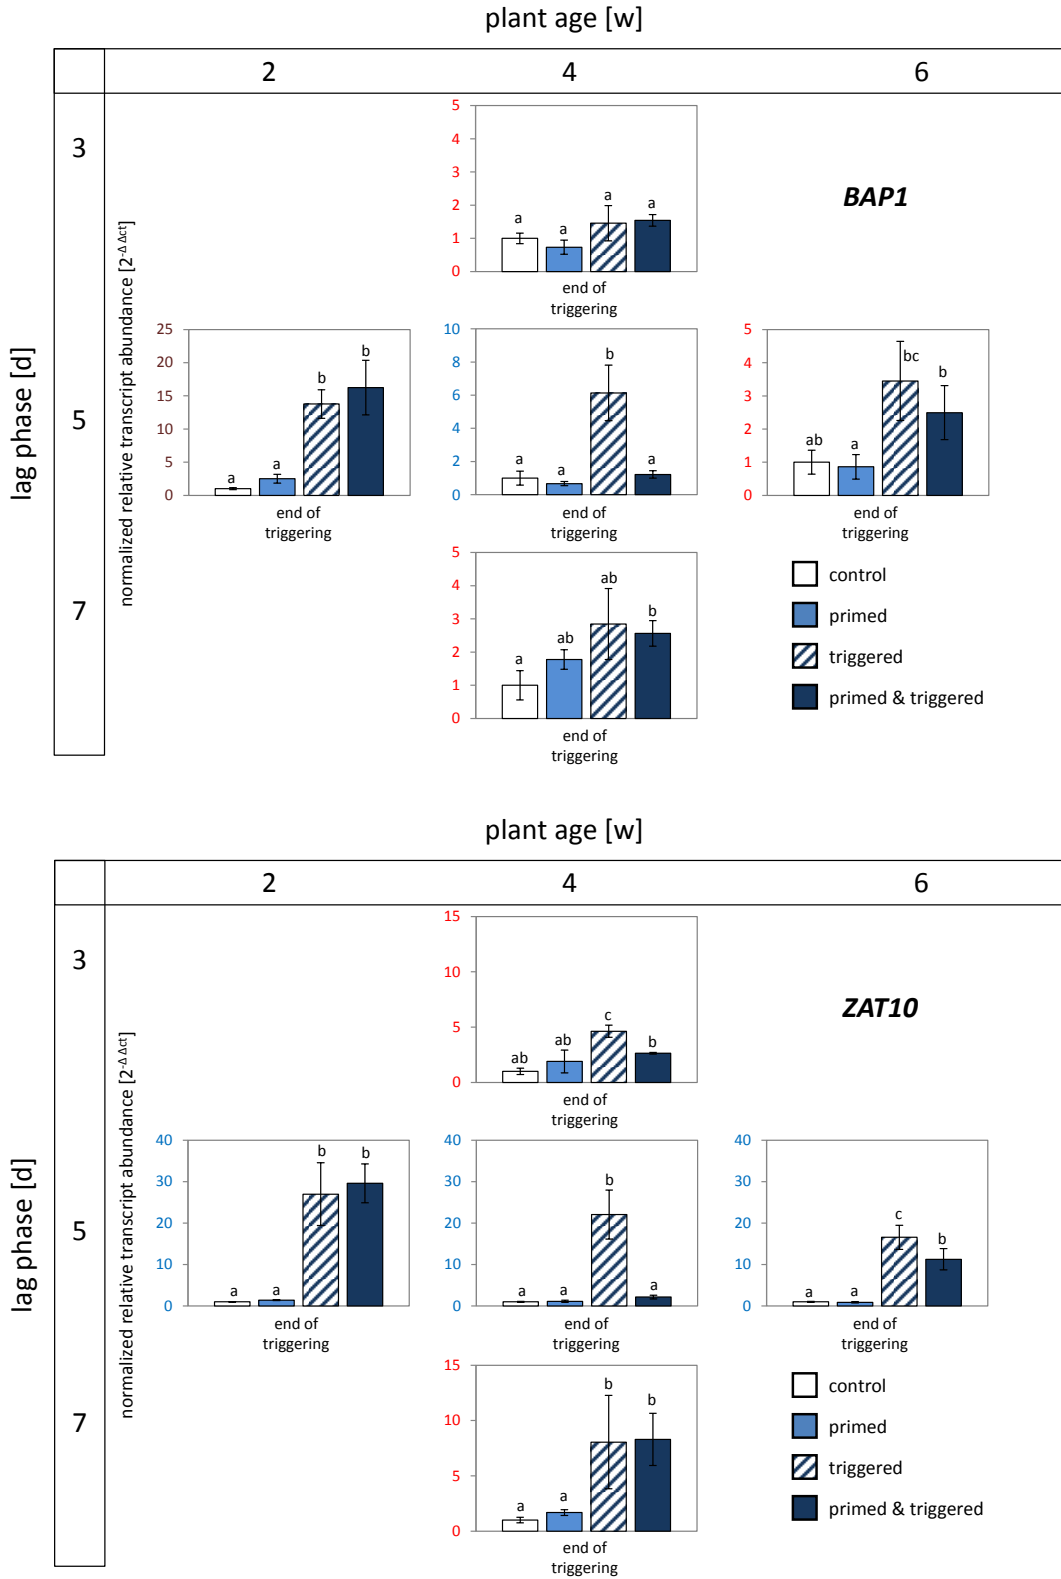 plant age [w]
2 4 6
lag phase [d]
3
5
7
normalized relative transcript abundance [2^-Δ Δct]
BAP1
5
4
3
2
1
0
a a a a
end of
triggering
25
20
15
10
5
0
a a b b
end of
triggering
10
8
6
4
2
0
a a b a
end of
triggering
5
4
3
2
1
0
ab a bc b
end of
triggering
5
4
3
2
1
0
a ab ab b
end of
triggering
control
primed
triggered
primed & triggered
plant age [w]
2 4 6
lag phase [d]
3
5
7
normalized relative transcript abundance [2^-Δ Δct]
ZAT10
15
10
5
0
ab ab c b
end of
triggering
40
30
20
10
0
a a b b
end of
triggering
40
30
20
10
0
a a b a
end of
triggering
40
30
20
10
0
a a c b
end of
triggering
15
10
5
0
a a b b
end of
triggering
control
primed
triggered
primed & triggered